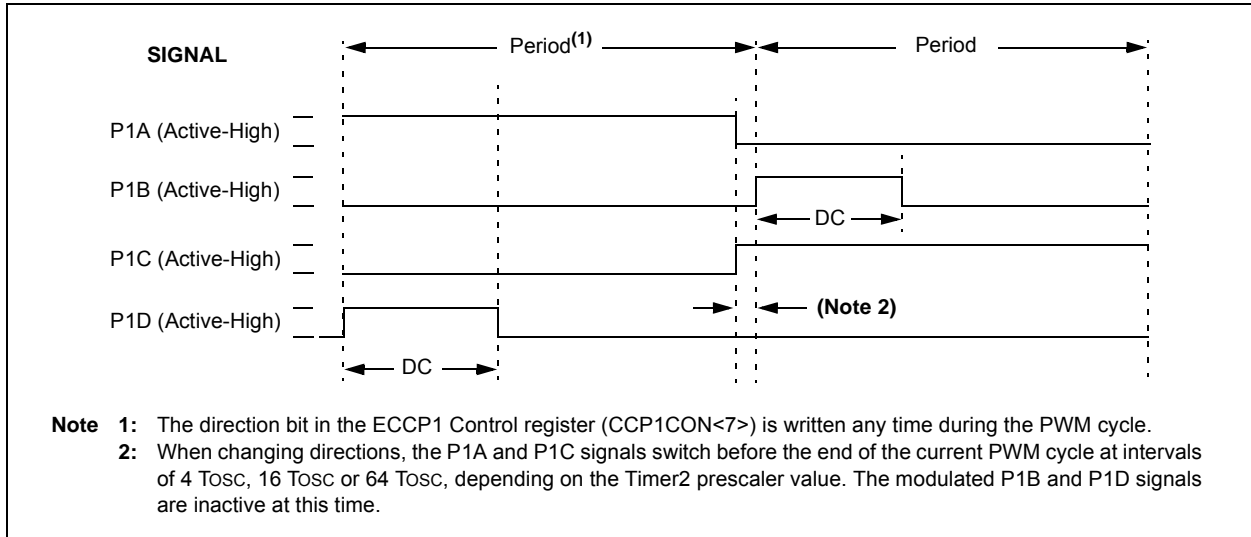 SIGNAL
Period(1)
Period
P1A (Active-High)
P1B (Active-High)
DC
P1C (Active-High)
P1D (Active-High)
(Note 2)
DC
Note 1: The direction bit in the ECCP1 Control register (CCP1CON<7>) is written any time during the PWM cycle.
2: When changing directions, the P1A and P1C signals switch before the end of the current PWM cycle at intervals
of 4 TOSC, 16 TOSC or 64 TOSC, depending on the Timer2 prescaler value. The modulated P1B and P1D signals
are inactive at this time.